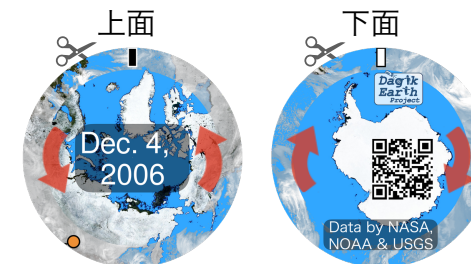 上面
下面
Dec. 4,
2006
Dagik
Earth
Project
Data by NASA,
NOAA & USGS